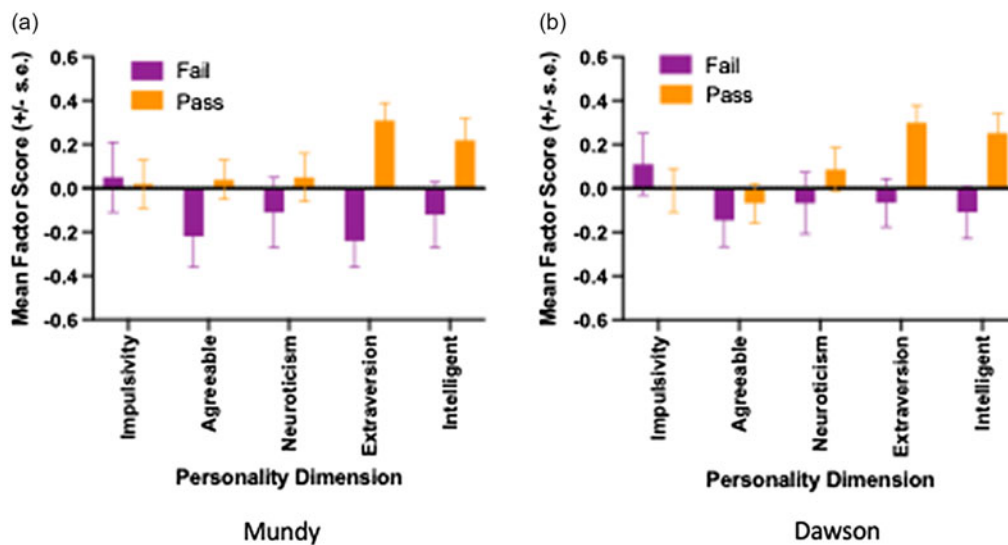 (a)
Mean Factor Score (+/- s.e.)
0.6
0.4
0.2
0.0
-0.2
-0.4
-0.6
Fail
Pass
Impulsivity
Agreeable
Neuroticism
Extraversion
Intelligent
Personality Dimension
Mundy
(b)
Mean Factor Score (+/- s.e.)
0.6
0.4
0.2
0.0
-0.2
-0.4
-0.6
Fail
Pass
Impulsivity
Agreeable
Neuroticism
Extraversion
Intelligent
Personality Dimension
Dawson